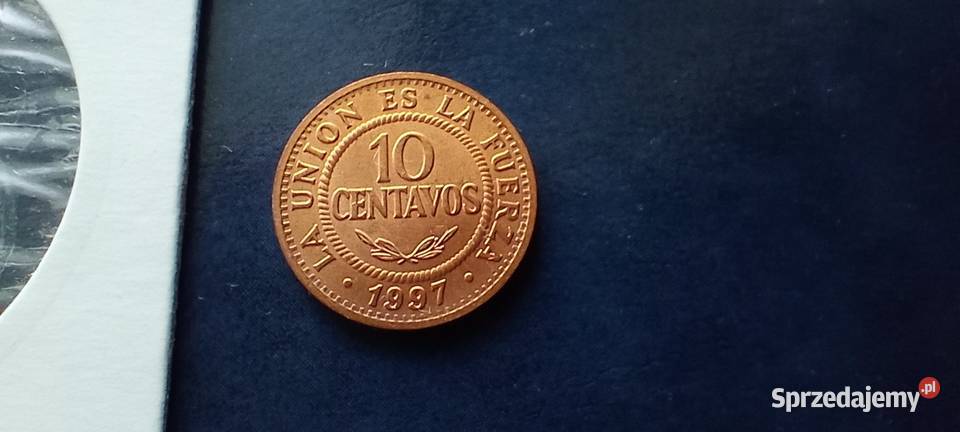 LA UNION ES LA FUERZA
10
CENTAVOS
• 1997 •
Sprzedajemy.pl